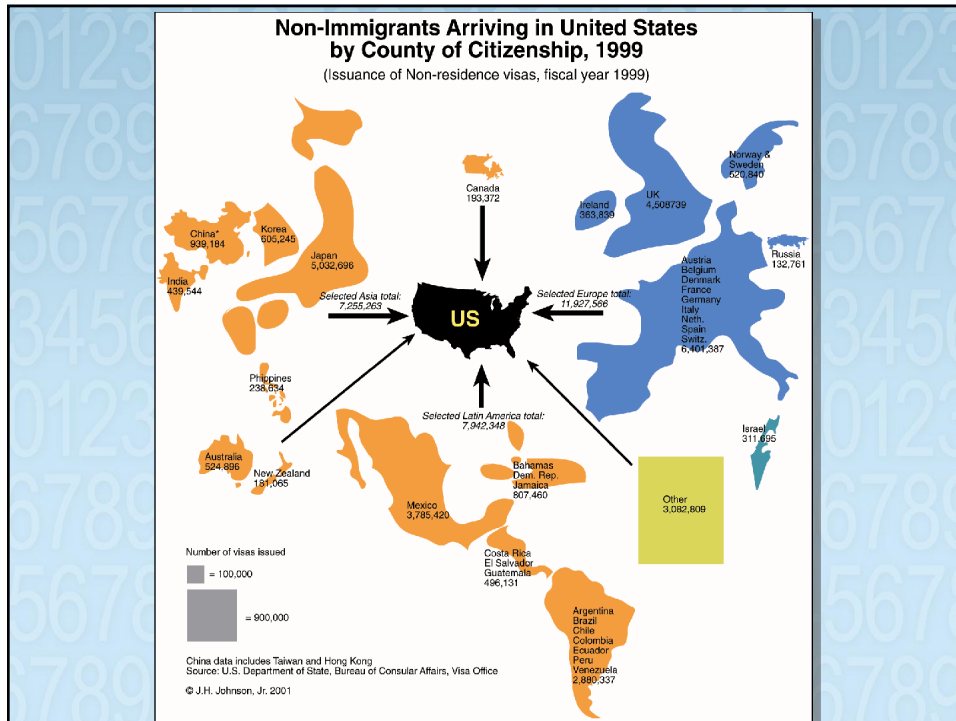 Non-Immigrants Arriving in United States
by County of Citizenship, 1999
(Issuance of Non-residence visas, fiscal year 1999)
Canada
193,372
Norway &
Sweden
520,840
UK
4,508739
Ireland
363,839
China*
939,184
Korea
605,245
Japan
5,032,696
India
439,544
Russia
132,761
Austria
Belgium
Denmark
France
Germany
Italy
Neth.
Spain
Switz.
6,401,387
Selected Asia total:
7,255,263
US
Selected Europe total:
11,927,566
Phippines
238,634
Selected Latin America total:
7,942,348
Israel
311,695
Australia
524,896
New Zealand
181,065
Bahamas
Dem. Rep.
Jamaica
807,460
Mexico
3,785,420
Other
3,082,809
Costa Rica
El Salvador
Guatemala
496,131
Number of visas issued
= 100,000
= 900,000
Argentina
Brazil
Chile
Colombia
Ecuador
Peru
Venezuela
2,880,337
China data includes Taiwan and Hong Kong
Source: U.S. Department of State, Bureau of Consular Affairs, Visa Office
© J.H. Johnson, Jr. 2001